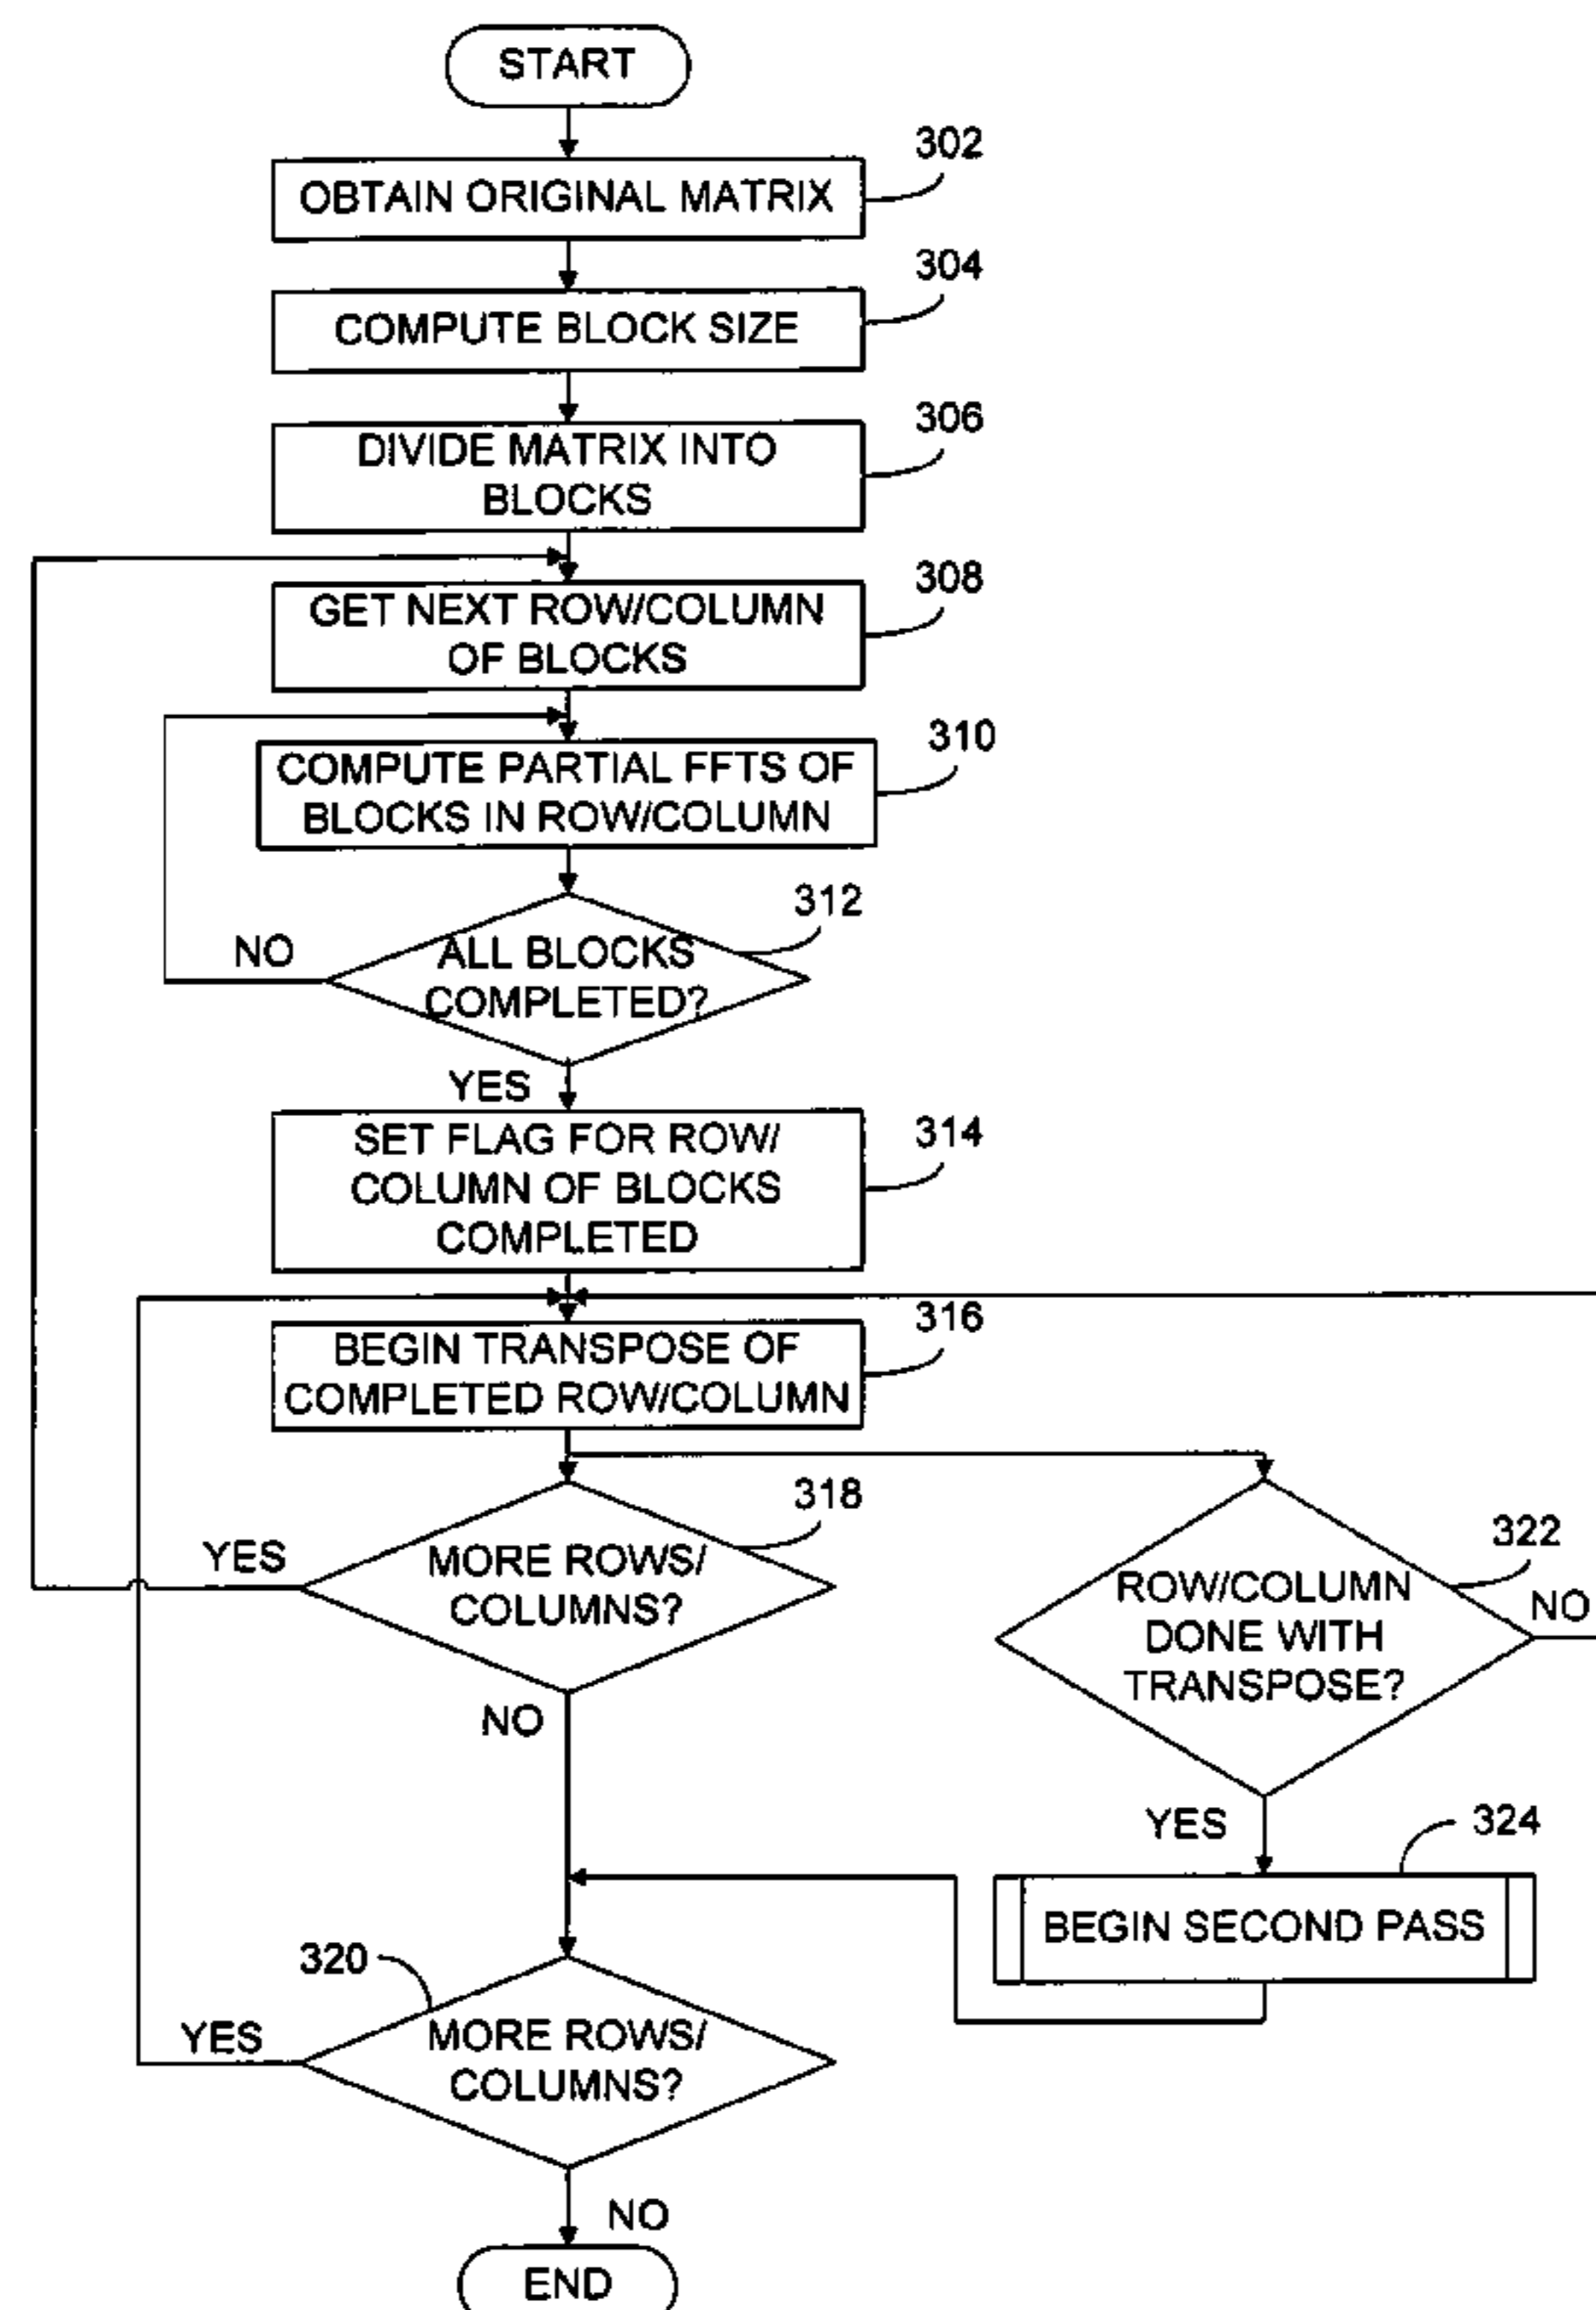 START
302
OBTAIN ORIGINAL MATRIX
304
COMPUTE BLOCK SIZE
306
DIVIDE MATRIX INTO
BLOCKS
308
GET NEXT ROW/COLUMN
OF BLOCKS
310
COMPUTE PARTIAL FFTS OF
BLOCKS IN ROW/COLUMN
312
NO
ALL BLOCKS
COMPLETED?
YES
314
SET FLAG FOR ROW/
COLUMN OF BLOCKS
COMPLETED
316
BEGIN TRANSPOSE OF
COMPLETED ROW/COLUMN
318
YES
MORE ROWS/
COLUMNS?
NO
322
ROW/COLUMN
DONE WITH
TRANSPOSE?
NO
YES
324
BEGIN SECOND PASS
320
YES
MORE ROWS/
COLUMNS?
NO
END